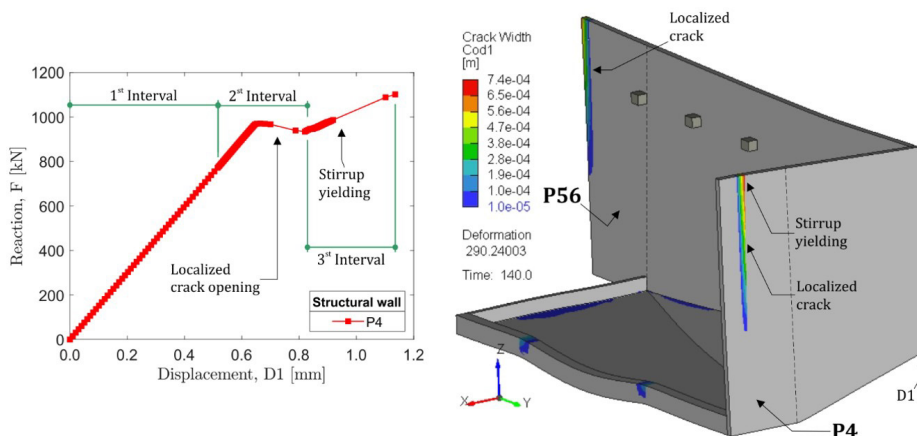 1st Interval
2st Interval
Stirrup
yielding
Localized
crack opening
3st Interval
Structural wall
P4
Reaction, F [kN]
1200
1000
800
600
400
200
0
0.0 0.2 0.4 0.6 0.8 1.0 1.2
Displacement, D1 [mm]
Crack Width
Cod1
[m]
7.4e-04
6.5e-04
5.6e-04
4.7e-04
3.8e-04
2.8e-04
1.9e-04
1.0e-04
1.0e-05
Deformation
290.24003
Time: 140.0
Localized
crack
P56
Stirrup
yielding
Localized
crack
D1
P4
Z
X
Y